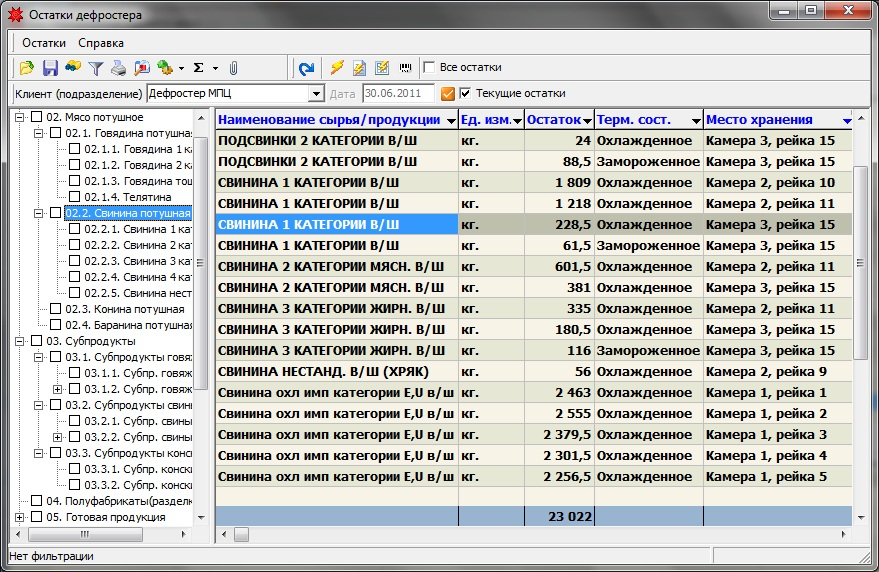 Остатки дефростера
Остатки Справка
Σ Все остатки
Клиент (подразделение) Дефростер МПЦ Дата 30.06.2011 Текущие остатки
02. Мясо потушное
02.1. Говядина потушная
02.1.1. Говядина 1 к
02.1.2. Говядина 2 к
02.1.3. Говядина тощ
02.1.4. Телятина
02.2. Свинина потушная
02.2.1. Свинина 1 кат
02.2.2. Свинина 2 кат
02.2.3. Свинина 3 кат
02.2.4. Свинина 4 кат
02.2.5. Свинина нест
02.3. Конина потушная
02.4. Баранина потушная
03. Субпродукты
03.1. Субпродукты говяж
03.1.1. Субпр. говяж
03.1.2. Субпр. говяж
03.2. Субпродукты свины
03.2.1. Субпр. свины
03.2.2. Субпр. свины
03.3. Субпродукты конск
03.3.1. Субпр. конски
03.3.2. Субпр. конски
04. Полуфабрикаты(разделк
05. Готовая продукция
Наименование сырья/продукции Ед. изм. Остаток Терм. сост. Место хранения
ПОДСВИНКИ 2 КАТЕГОРИИ В/Ш кг. 24 Охлажденное Камера 3, рейка 15
ПОДСВИНКИ 2 КАТЕГОРИИ В/Ш кг. 88,5 Замороженное Камера 3, рейка 15
СВИНИНА 1 КАТЕГОРИИ В/Ш кг. 1 809 Охлажденное Камера 2, рейка 10
СВИНИНА 1 КАТЕГОРИИ В/Ш кг. 1 218 Охлажденное Камера 2, рейка 11
СВИНИНА 1 КАТЕГОРИИ В/Ш кг. 228,5 Охлажденное Камера 3, рейка 15
СВИНИНА 1 КАТЕГОРИИ В/Ш кг. 61,5 Замороженное Камера 3, рейка 15
СВИНИНА 2 КАТЕГОРИИ МЯСН. В/Ш кг. 601,5 Охлажденное Камера 2, рейка 11
СВИНИНА 2 КАТЕГОРИИ МЯСН. В/Ш кг. 381 Охлажденное Камера 3, рейка 15
СВИНИНА 3 КАТЕГОРИИ ЖИРН. В/Ш кг. 335 Охлажденное Камера 2, рейка 11
СВИНИНА 3 КАТЕГОРИИ ЖИРН. В/Ш кг. 180,5 Охлажденное Камера 3, рейка 15
СВИНИНА 3 КАТЕГОРИИ ЖИРН. В/Ш кг. 116 Замороженное Камера 3, рейка 15
СВИНИНА НЕСТАНД. В/Ш (ХРЯК) кг. 56 Охлажденное Камера 2, рейка 9
Свинина охл имп категории E,U в/ш кг. 2 463 Охлажденное Камера 1, рейка 1
Свинина охл имп категории E,U в/ш кг. 2 555 Охлажденное Камера 1, рейка 2
Свинина охл имп категории E,U в/ш кг. 2 379,5 Охлажденное Камера 1, рейка 3
Свинина охл имп категории E,U в/ш кг. 2 301,5 Охлажденное Камера 1, рейка 4
Свинина охл имп категории E,U в/ш кг. 2 256,5 Охлажденное Камера 1, рейка 5
23 022
Нет фильтрации